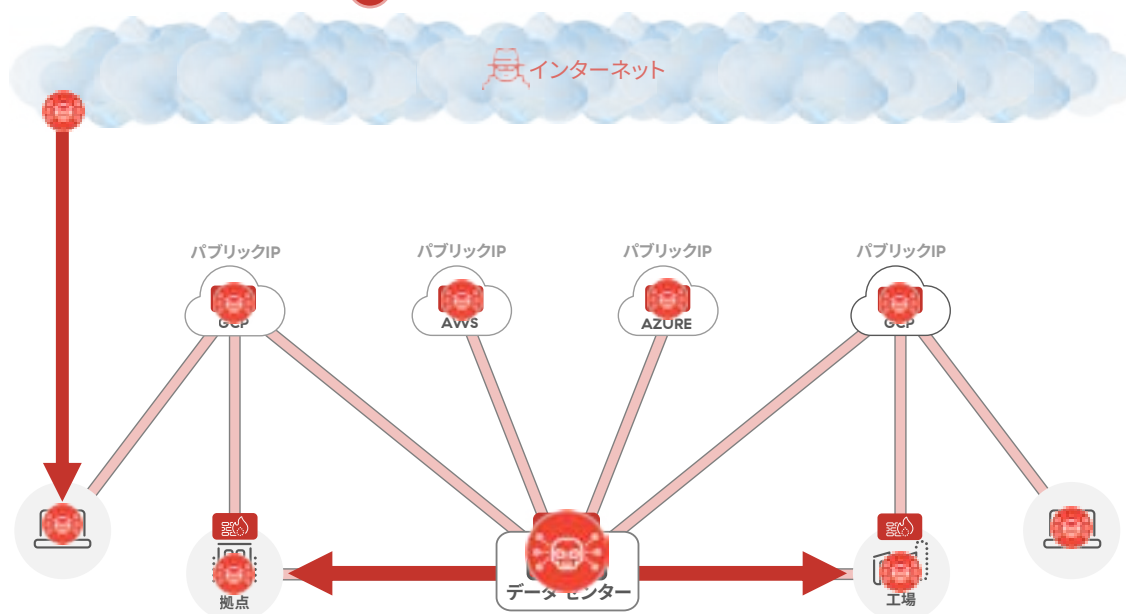 インターネット
パブリックIP
パブリックIP
パブリックIP
パブリックIP
GCP
AWS
AZURE
GCP
データセンター
拠点
工場